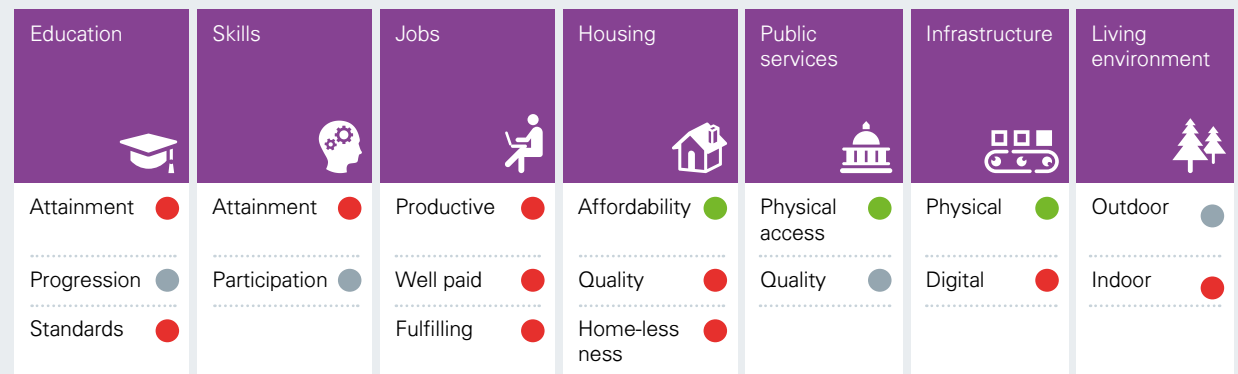 Education
Skills
Jobs
Housing
Public
services
Infrastructure
Living
environment
Attainment
Attainment
Productive
Affordability
Physical
access
Physical
Outdoor
Progression
Participation
Well paid
Quality
Quality
Digital
Indoor
Standards
Fulfilling
Home-less
ness